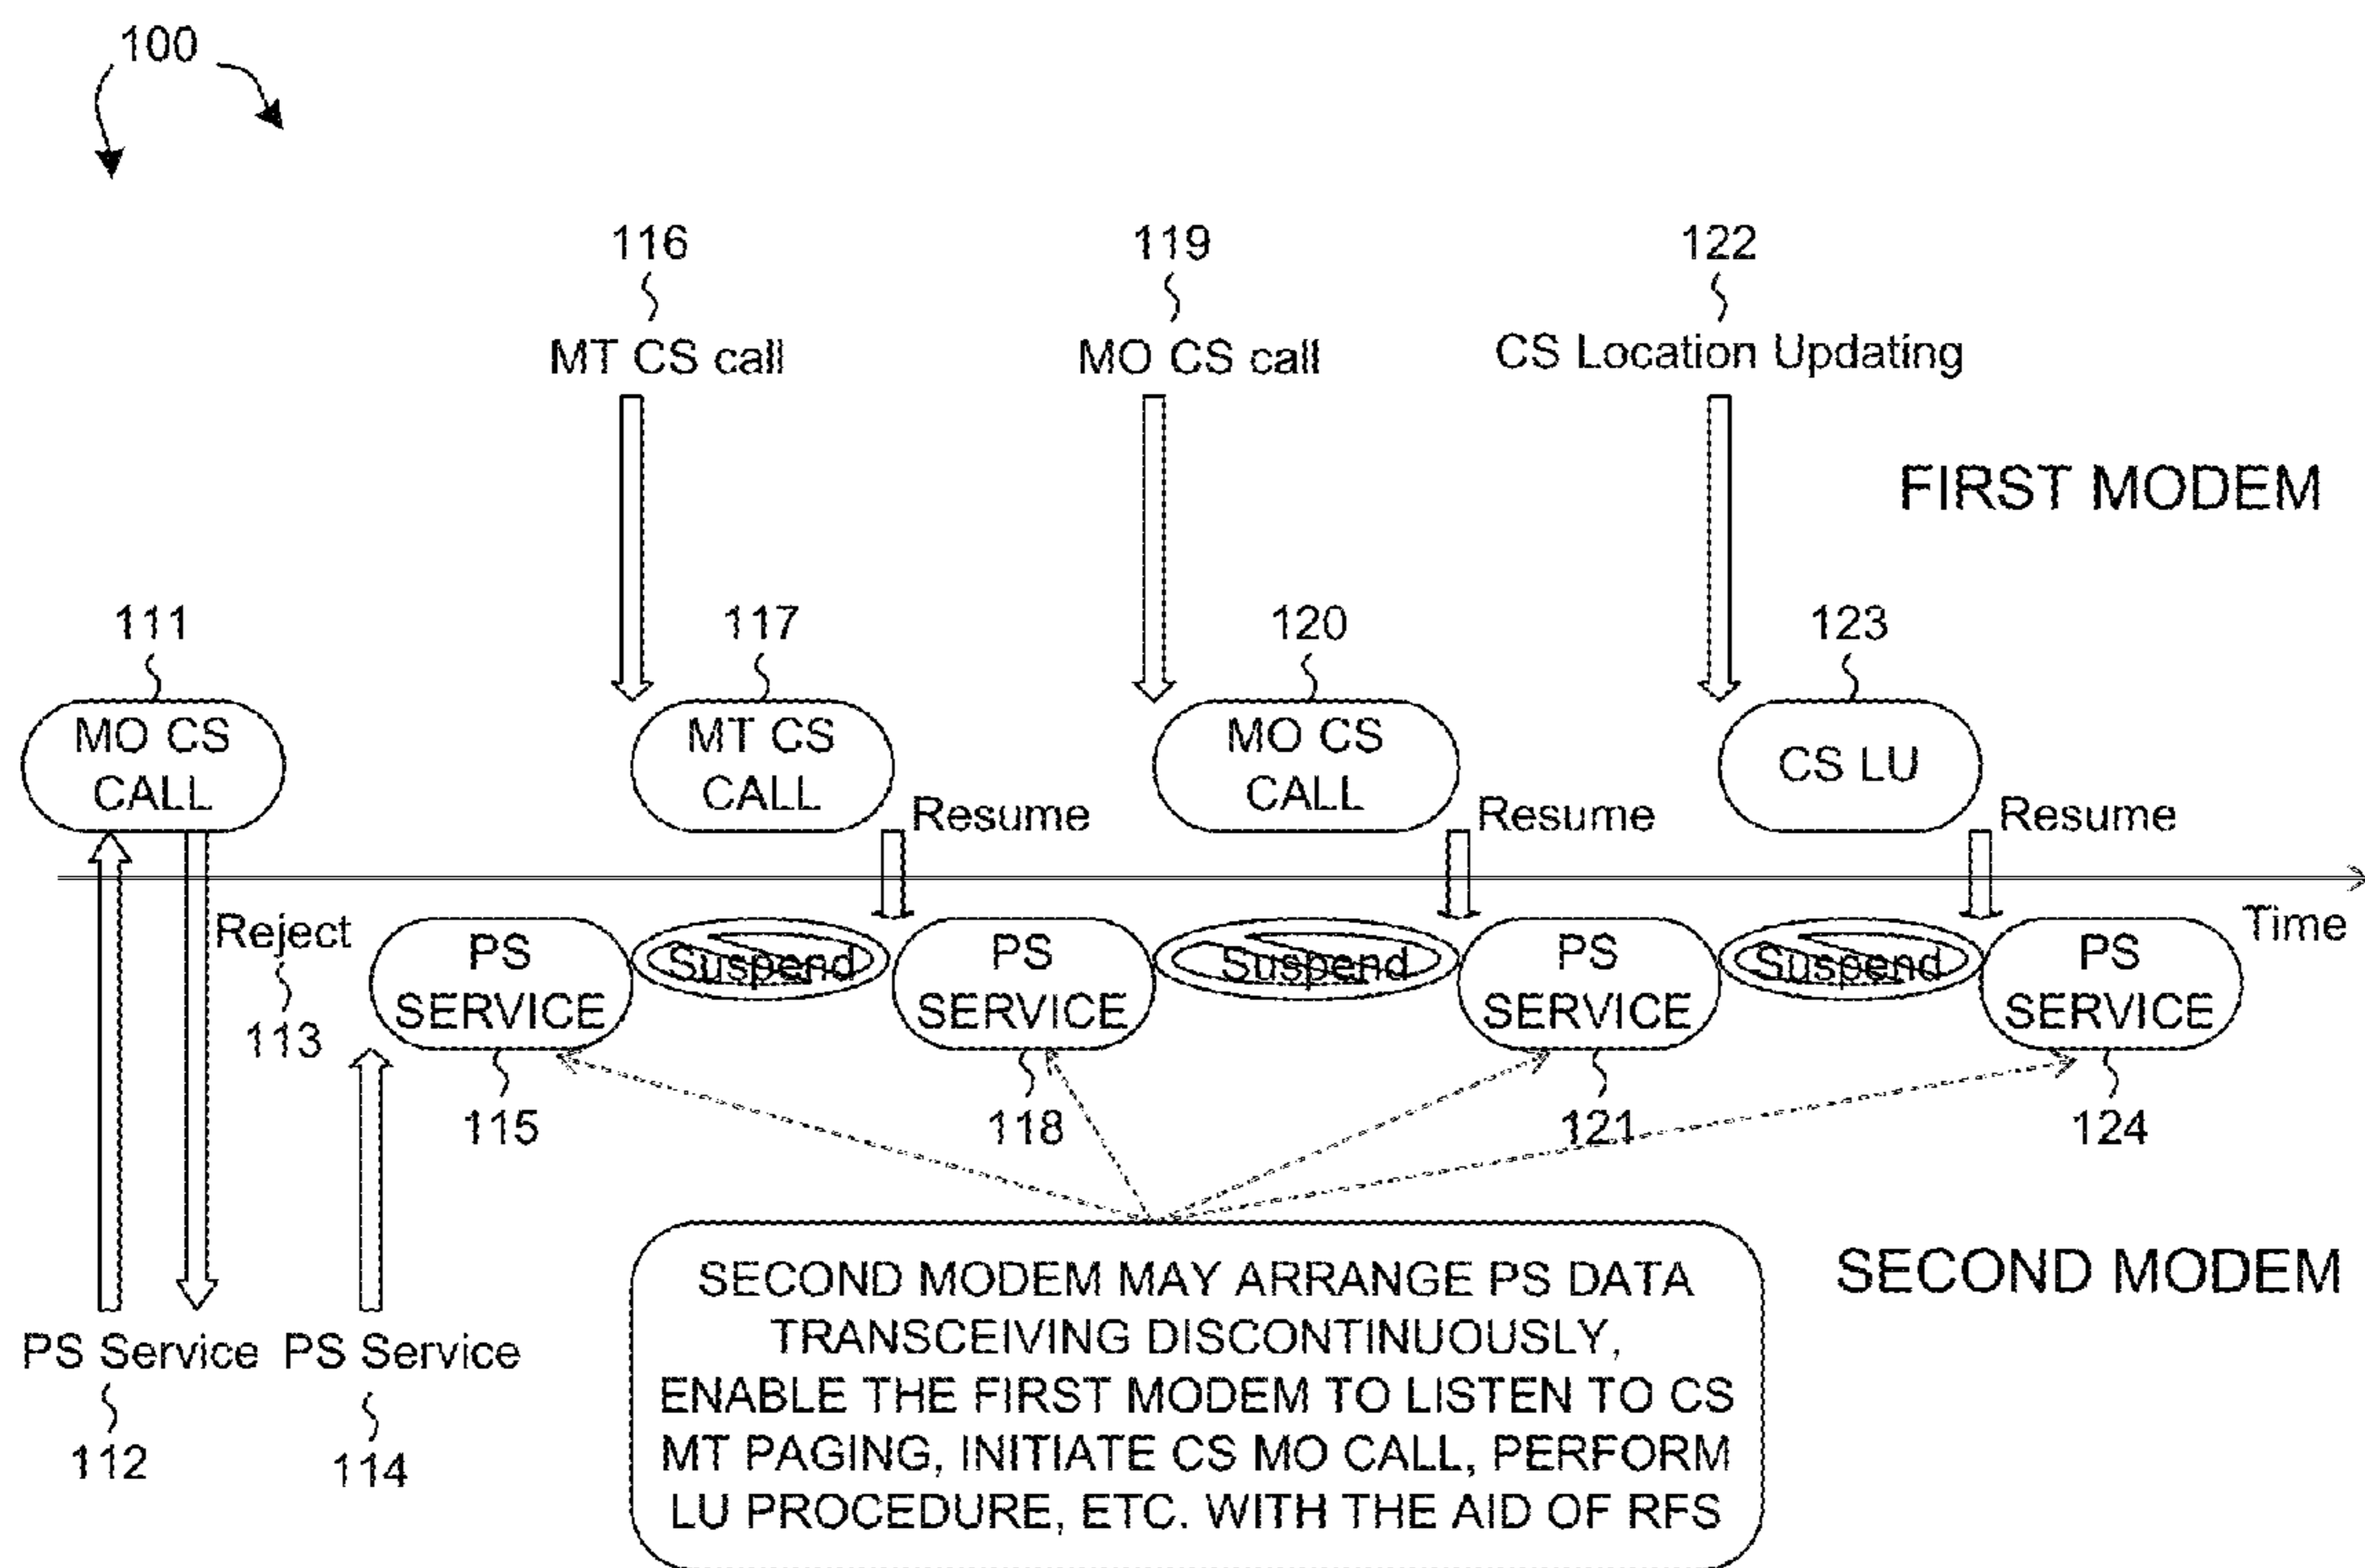 100
116
119
122
MT CS call
MO CS call
CS Location Updating
FIRST MODEM
111
117
120
123
MO CS
CALL
MT CS
CALL
MO CS
CALL
CS LU
Resume
Resume
Resume
Reject
113
PS
SERVICE
Suspend
PS
SERVICE
Suspend
PS
SERVICE
Suspend
PS
SERVICE
Time
115
118
121
124
SECOND MODEM
PS Service
PS Service
112
114
SECOND MODEM MAY ARRANGE PS DATA
TRANSCEIVING DISCONTINUOUSLY,
ENABLE THE FIRST MODEM TO LISTEN TO CS
MT PAGING, INITIATE CS MO CALL, PERFORM
LU PROCEDURE, ETC. WITH THE AID OF RFS